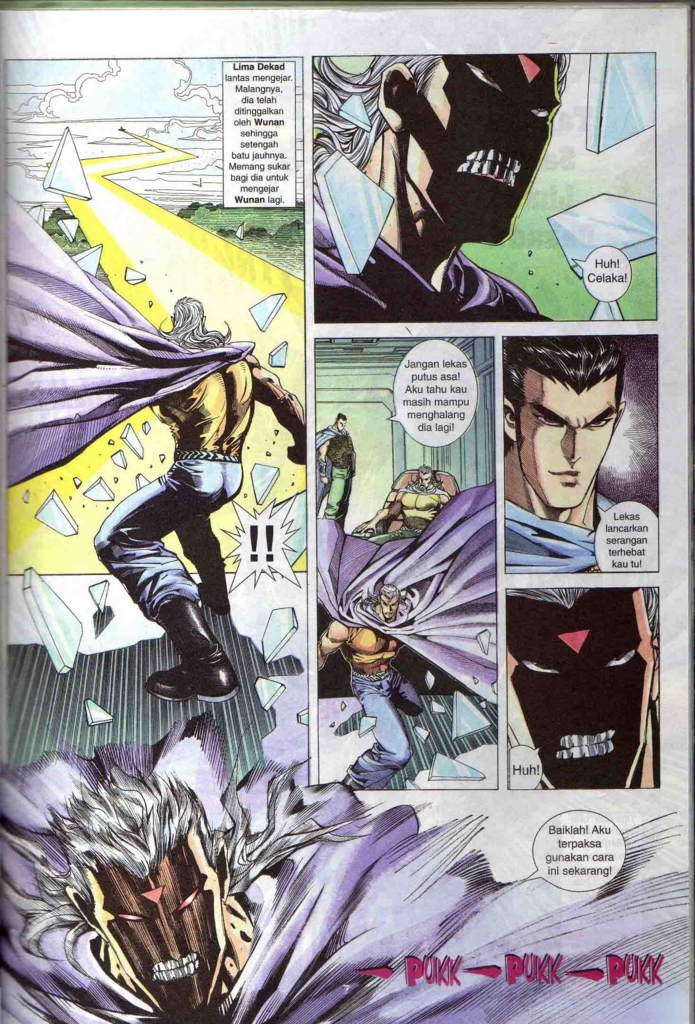 Lima Dekad
lantas mengejar.
Malangnya,
dia telah
ditinggalkan
oleh Wunan
sehingga
setengah
batu jauhnya.
Memang sukar
bagi dia untuk
mengejar
Wunan lagi.
!!
Huh!
Celaka!
Jangan lekas
putus asa!
Aku tahu kau
masih mampu
menghalang
dia lagi!
Lekas
lancarkan
serangan
terhebat
kau tu!
Huh!
Baiklah! Aku
terpaksa
gunakan cara
ini sekarang!
PUKK PUKK PUKK
7